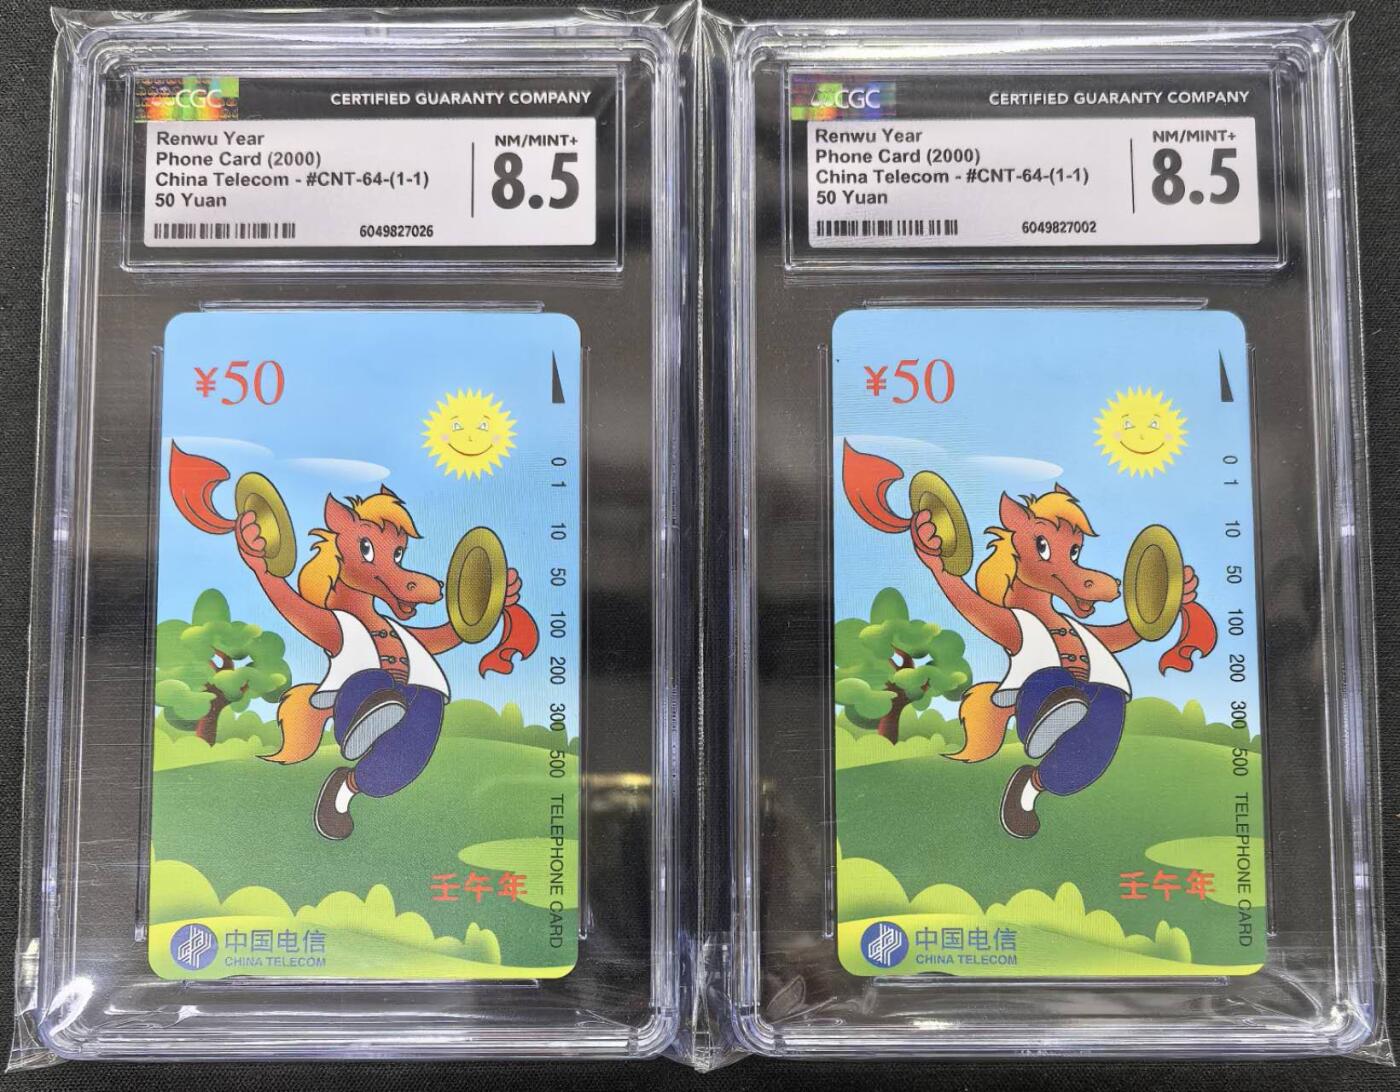 CGC
CERTIFIED GUARANTY COMPANY
Renwu Year
Phone Card (2000)
China Telecom - #CNT-64-(1-1)
50 Yuan
NM/MINT+
8.5
6049827026
¥50
0 1 10 50 100 200 300 500 TELEPHONE CARD
壬午年
中国电信
CHINA TELECOM
CGC
CERTIFIED GUARANTY COMPANY
Renwu Year
Phone Card (2000)
China Telecom - #CNT-64-(1-1)
50 Yuan
NM/MINT+
8.5
6049827002
¥50
0 1 10 50 100 200 300 500 TELEPHONE CARD
壬午年
中国电信
CHINA TELECOM